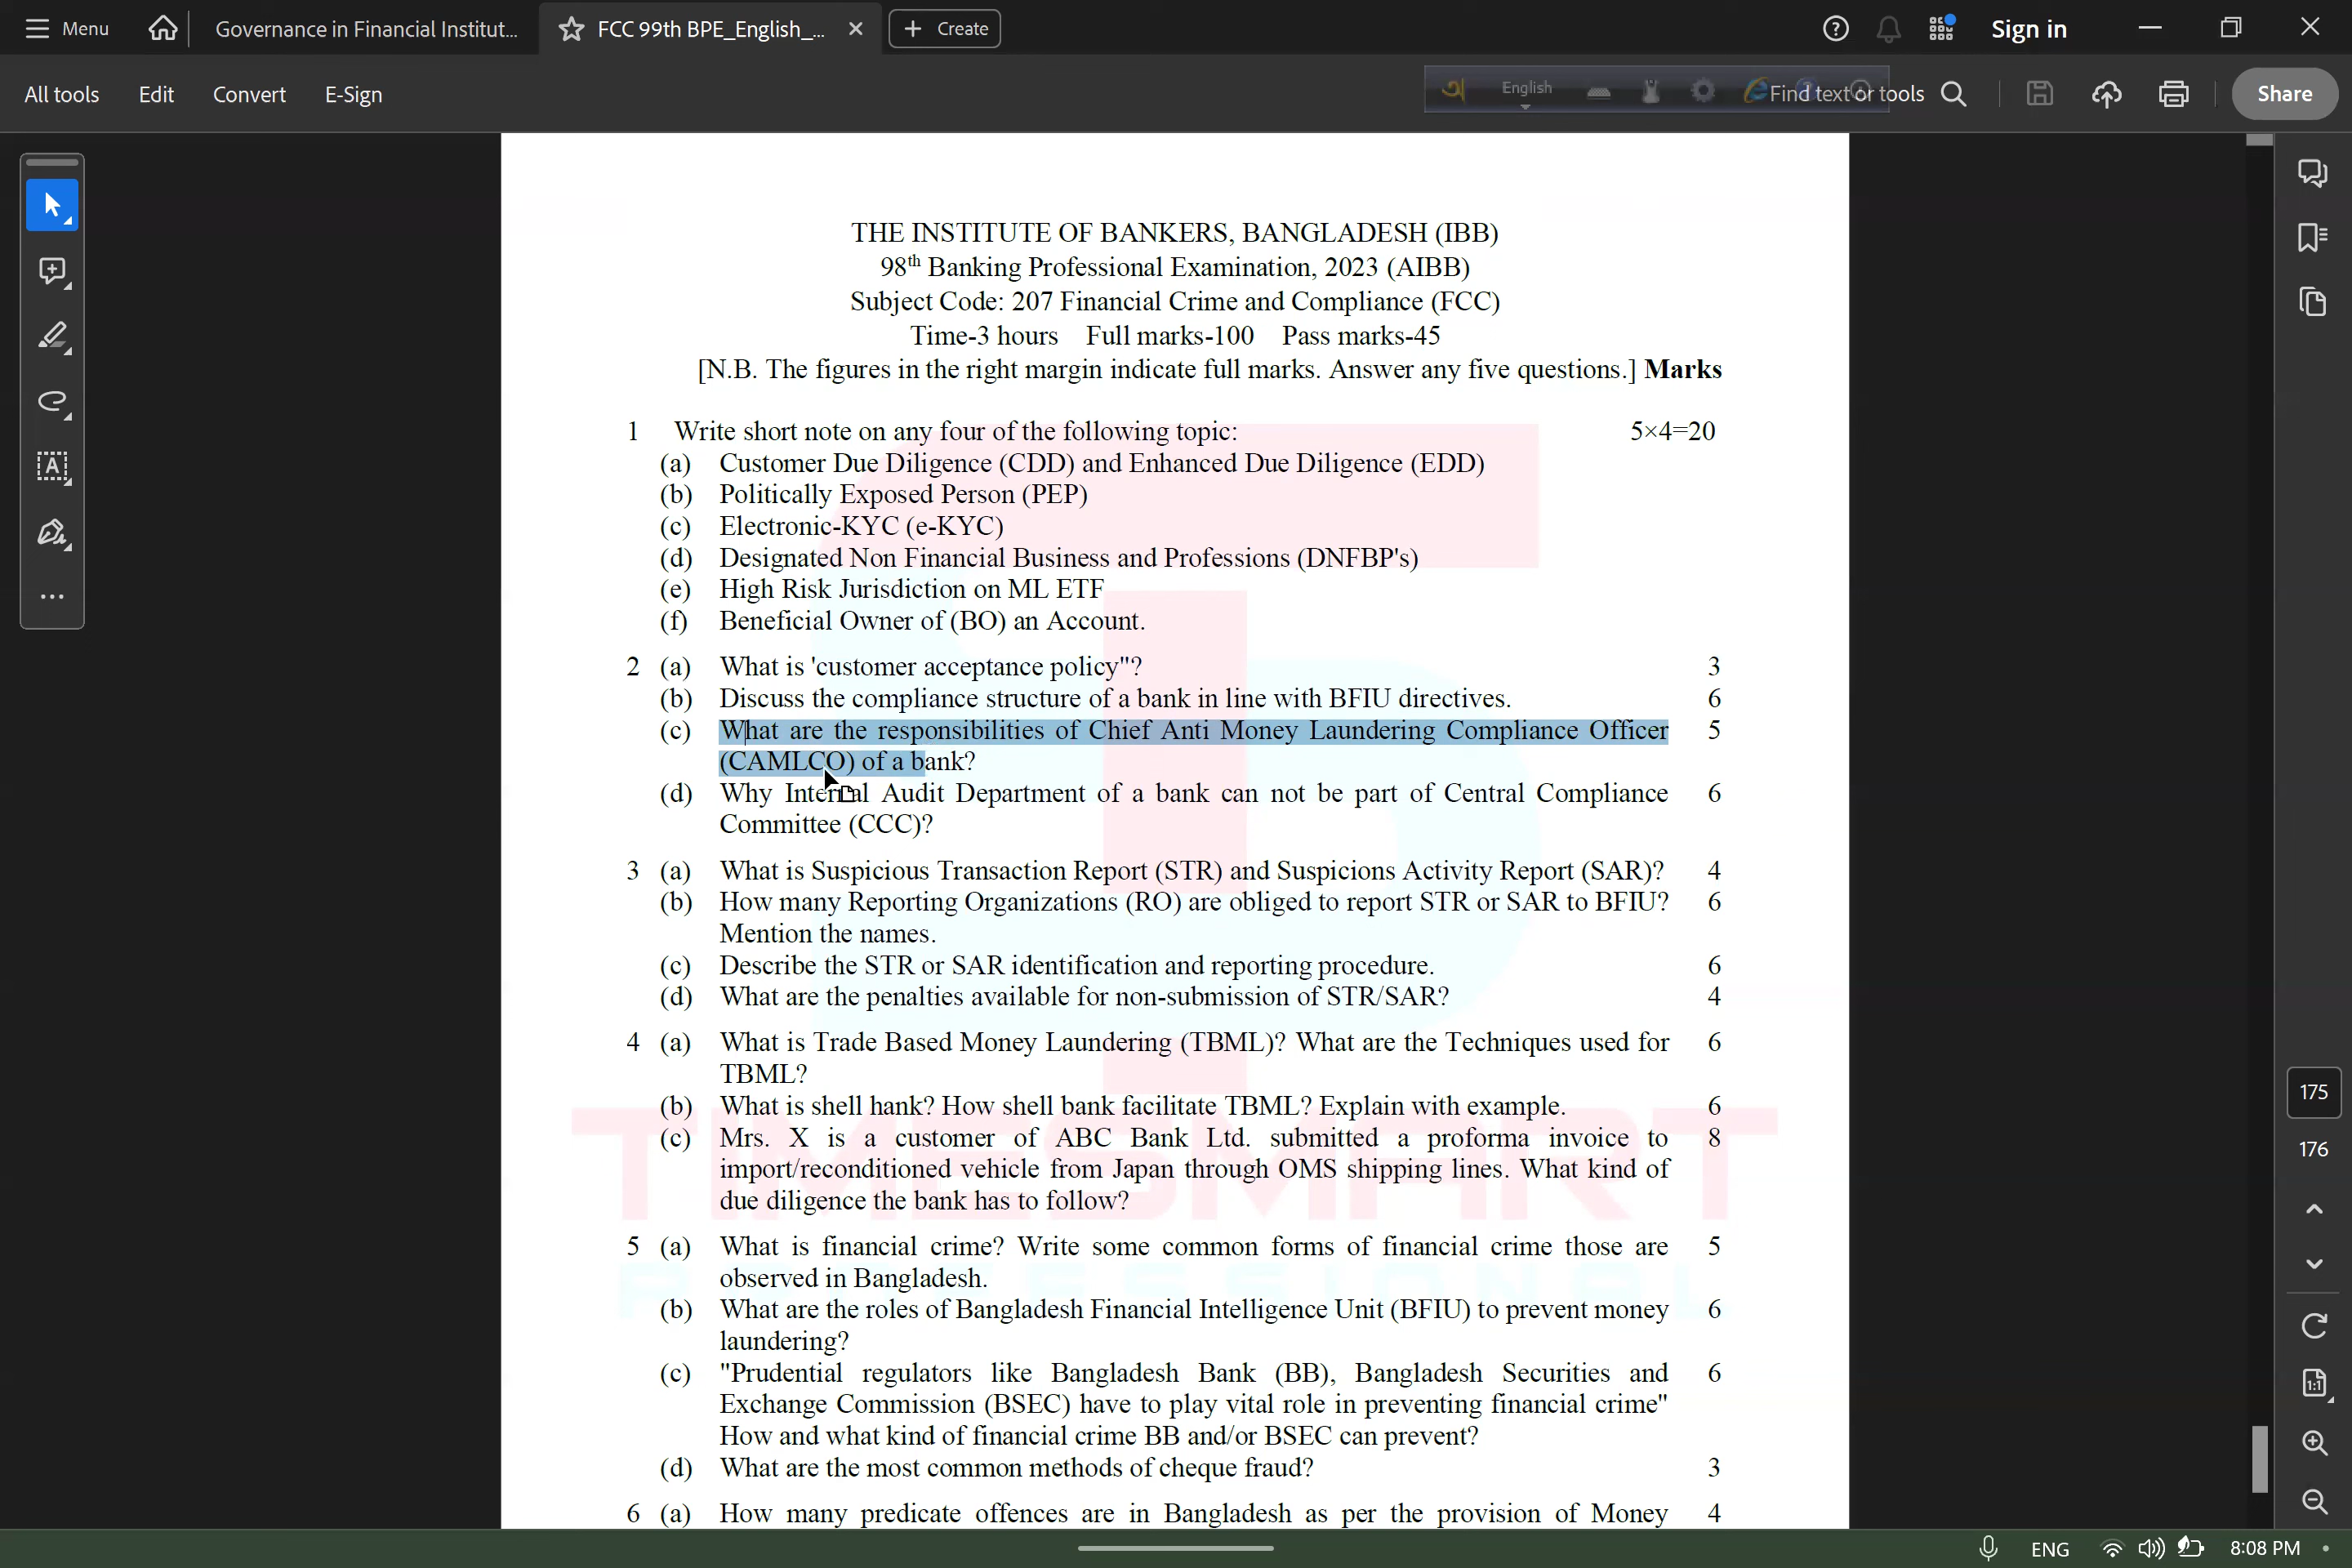 Menu
Governance in Financial Institut...
FCC 99th BPE_English_...
Create
Sign in
All tools
Edit
Convert
E-Sign
English
Find text or tools
Share
THE INSTITUTE OF BANKERS, BANGLADESH (IBB)
98th Banking Professional Examination, 2023 (AIBB)
Subject Code: 207 Financial Crime and Compliance (FCC)
Time-3 hours Full marks-100 Pass marks-45
[N.B. The figures in the right margin indicate full marks. Answer any five questions.] Marks
1 Write short note on any four of the following topic: 5×4=20
(a) Customer Due Diligence (CDD) and Enhanced Due Diligence (EDD)
(b) Politically Exposed Person (PEP)
(c) Electronic-KYC (e-KYC)
(d) Designated Non Financial Business and Professions (DNFBP's)
(e) High Risk Jurisdiction on ML ETF
(f) Beneficial Owner of (BO) an Account.
2 (a) What is 'customer acceptance policy"? 3
(b) Discuss the compliance structure of a bank in line with BFIU directives. 6
(c) What are the responsibilities of Chief Anti Money Laundering Compliance Officer 5
(CAMLCO) of a bank?
(d) Why Internal Audit Department of a bank can not be part of Central Compliance 6
Committee (CCC)?
3 (a) What is Suspicious Transaction Report (STR) and Suspicions Activity Report (SAR)? 4
(b) How many Reporting Organizations (RO) are obliged to report STR or SAR to BFIU? 6
Mention the names.
(c) Describe the STR or SAR identification and reporting procedure. 6
(d) What are the penalties available for non-submission of STR/SAR? 4
4 (a) What is Trade Based Money Laundering (TBML)? What are the Techniques used for 6
TBML?
(b) What is shell hank? How shell bank facilitate TBML? Explain with example. 6
(c) Mrs. X is a customer of ABC Bank Ltd. submitted a proforma invoice to 8
import/reconditioned vehicle from Japan through OMS shipping lines. What kind of
due diligence the bank has to follow?
5 (a) What is financial crime? Write some common forms of financial crime those are 5
observed in Bangladesh.
(b) What are the roles of Bangladesh Financial Intelligence Unit (BFIU) to prevent money 6
laundering?
(c) "Prudential regulators like Bangladesh Bank (BB), Bangladesh Securities and 6
Exchange Commission (BSEC) have to play vital role in preventing financial crime"
How and what kind of financial crime BB and/or BSEC can prevent?
(d) What are the most common methods of cheque fraud? 3
6 (a) How many predicate offences are in Bangladesh as per the provision of Money 4
TIMESMART
PROFESSIONAL
175
176
1:1
ENG
8:08 PM